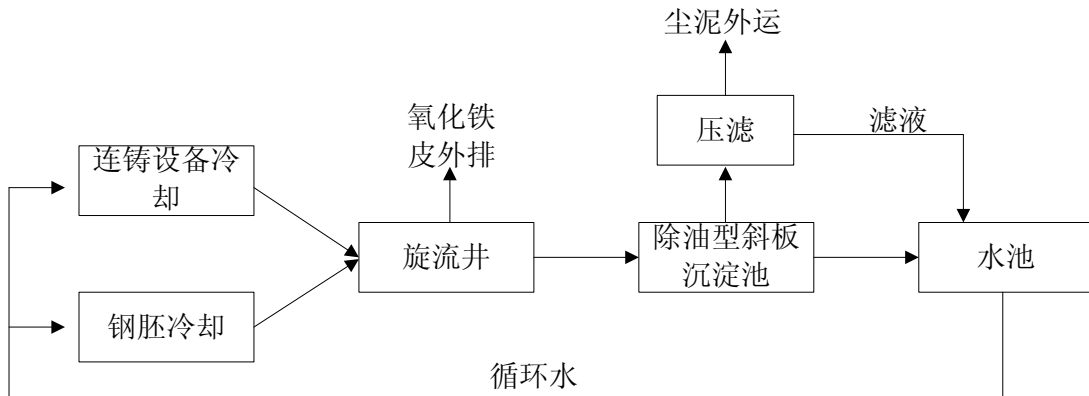 尘泥外运
氧化铁
皮外排
压滤
滤液
连铸设备冷
却
旋流井
除油型斜板
沉淀池
水池
钢胚冷却
循环水